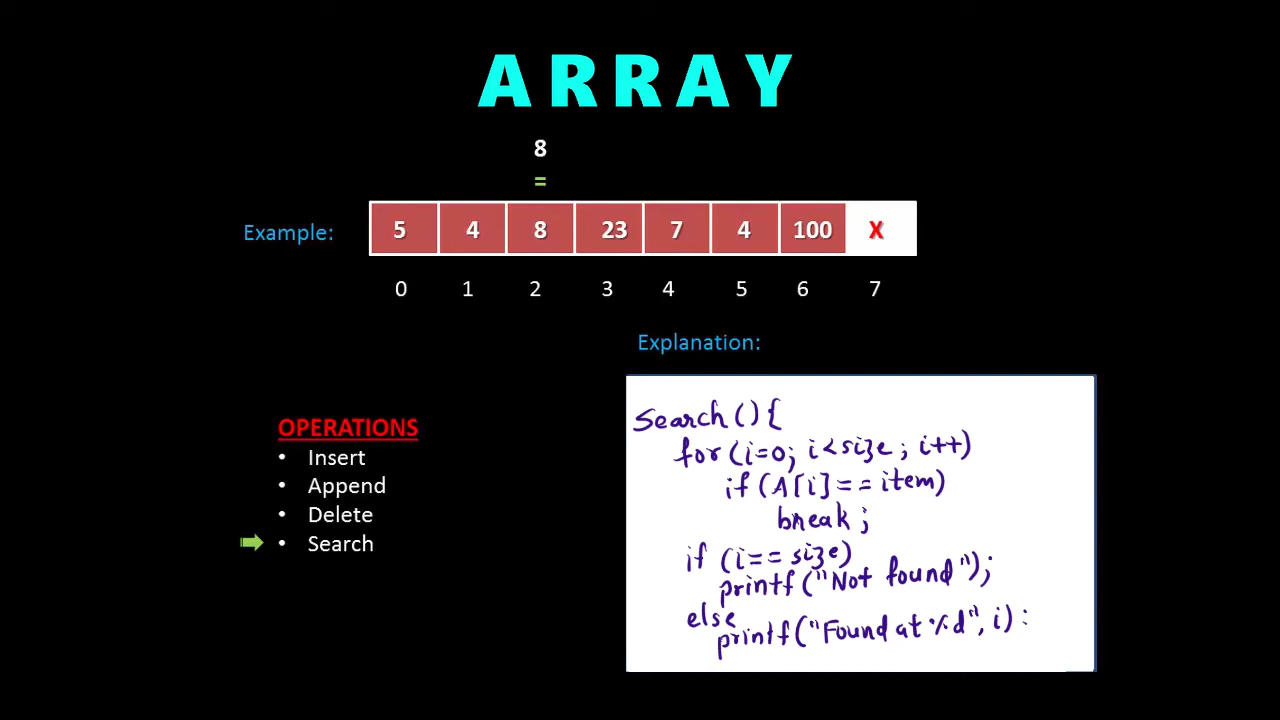 ARRAY
8
=
Example: 5 4 8 23 7 4 100 X
0 1 2 3 4 5 6 7
Explanation:
OPERATIONS
• Insert
• Append
• Delete
• Search
Search () {
for (i=0; i<size ; i++)
if (A[i] == item)
break ;
if (i== size)
printf ("Not found");
else
printf ("Found at %d", i) :